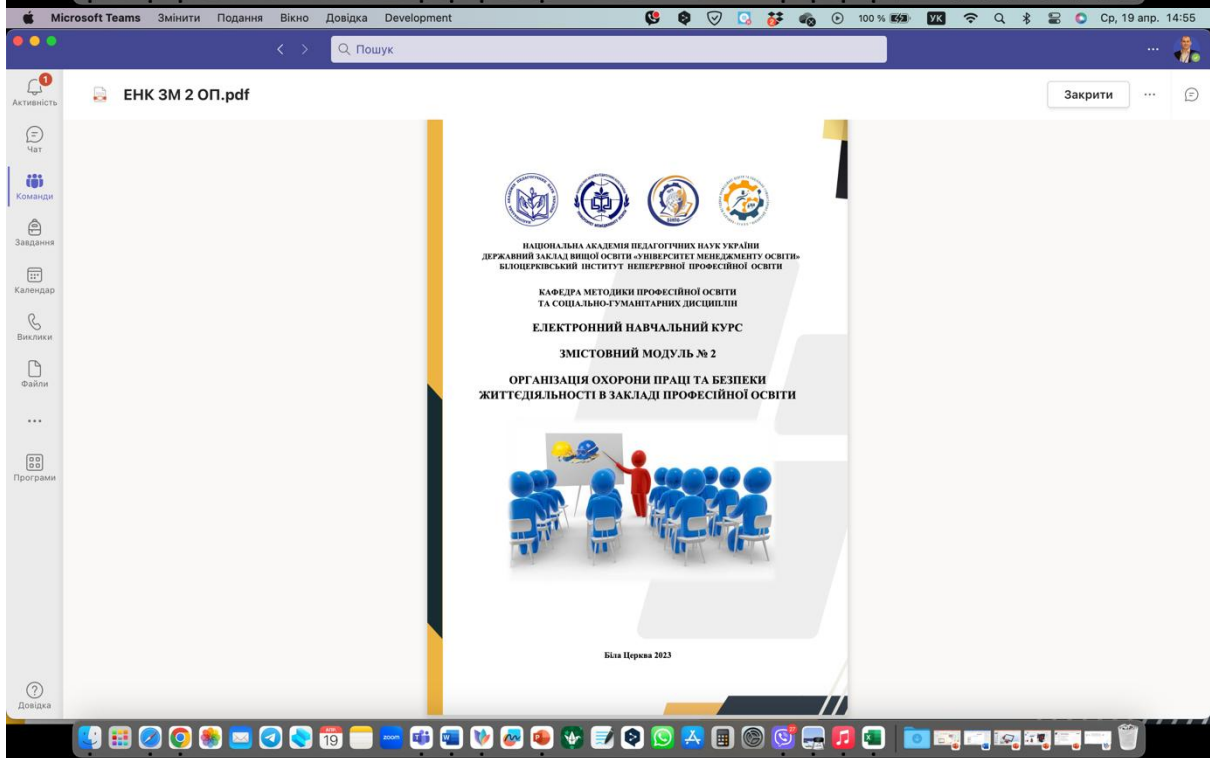 Microsoft Teams Змінити Подання Вікно Довідка Development 100 % УК Ср, 19 апр. 14:55
Пошук
1
Активність
Чат
Команди
Завдання
Календар
Виклики
Файли
Програми
Довідка
ЕНК ЗМ 2 ОП.pdf
Закрити
НАЦІОНАЛЬНА АКАДЕМІЯ ПЕДАГОГІЧНИХ НАУК УКРАЇНИ
ДЕРЖАВНИЙ ЗАКЛАД ВИЩОЇ ОСВІТИ «УНІВЕРСИТЕТ МЕНЕДЖМЕНТУ ОСВІТИ»
БІЛОЦЕРКІВСЬКИЙ ІНСТИТУТ НЕПЕРЕРВНОЇ ПРОФЕСІЙНОЇ ОСВІТИ
КАФЕДРА МЕТОДИКИ ПРОФЕСІЙНОЇ ОСВІТИ
ТА СОЦІАЛЬНО-ГУМАНІТАРНИХ ДИСЦИПЛІН
ЕЛЕКТРОННИЙ НАВЧАЛЬНИЙ КУРС
ЗМІСТОВНИЙ МОДУЛЬ № 2
ОРГАНІЗАЦІЯ ОХОРОНИ ПРАЦІ ТА БЕЗПЕКИ
ЖИТТЄДІЯЛЬНОСТІ В ЗАКЛАДІ ПРОФЕСІЙНОЇ ОСВІТИ
Біла Церква 2023
19
zoom